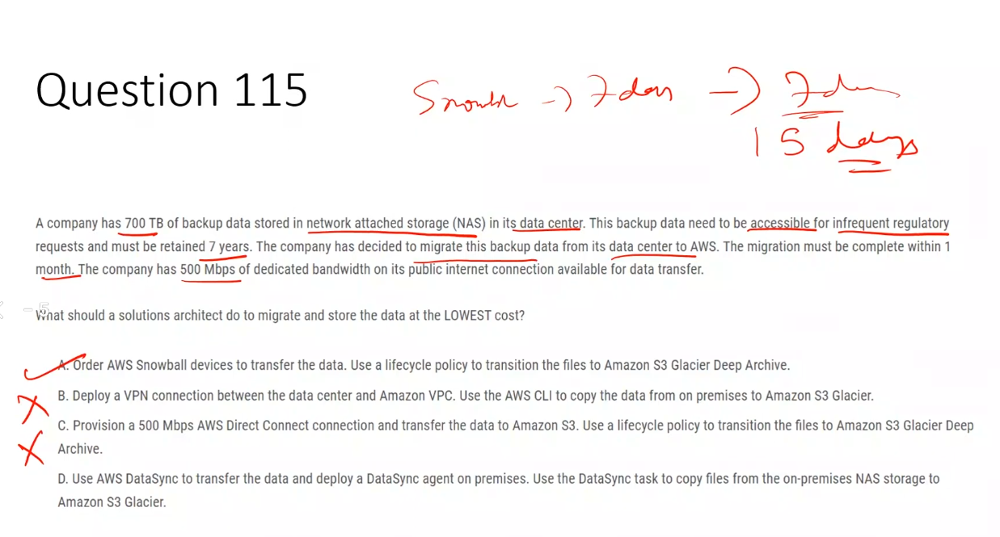 Question 115
Snowball -> 7 days -> 7 days
15 days
A company has 700 TB of backup data stored in network attached storage (NAS) in its data center. This backup data need to be accessible for infrequent regulatory
requests and must be retained 7 years. The company has decided to migrate this backup data from its data center to AWS. The migration must be complete within 1
month. The company has 500 Mbps of dedicated bandwidth on its public internet connection available for data transfer.
What should a solutions architect do to migrate and store the data at the LOWEST cost?
A. Order AWS Snowball devices to transfer the data. Use a lifecycle policy to transition the files to Amazon S3 Glacier Deep Archive.
B. Deploy a VPN connection between the data center and Amazon VPC. Use the AWS CLI to copy the data from on premises to Amazon S3 Glacier.
C. Provision a 500 Mbps AWS Direct Connect connection and transfer the data to Amazon S3. Use a lifecycle policy to transition the files to Amazon S3 Glacier Deep
Archive.
D. Use AWS DataSync to transfer the data and deploy a DataSync agent on premises. Use the DataSync task to copy files from the on-premises NAS storage to
Amazon S3 Glacier.